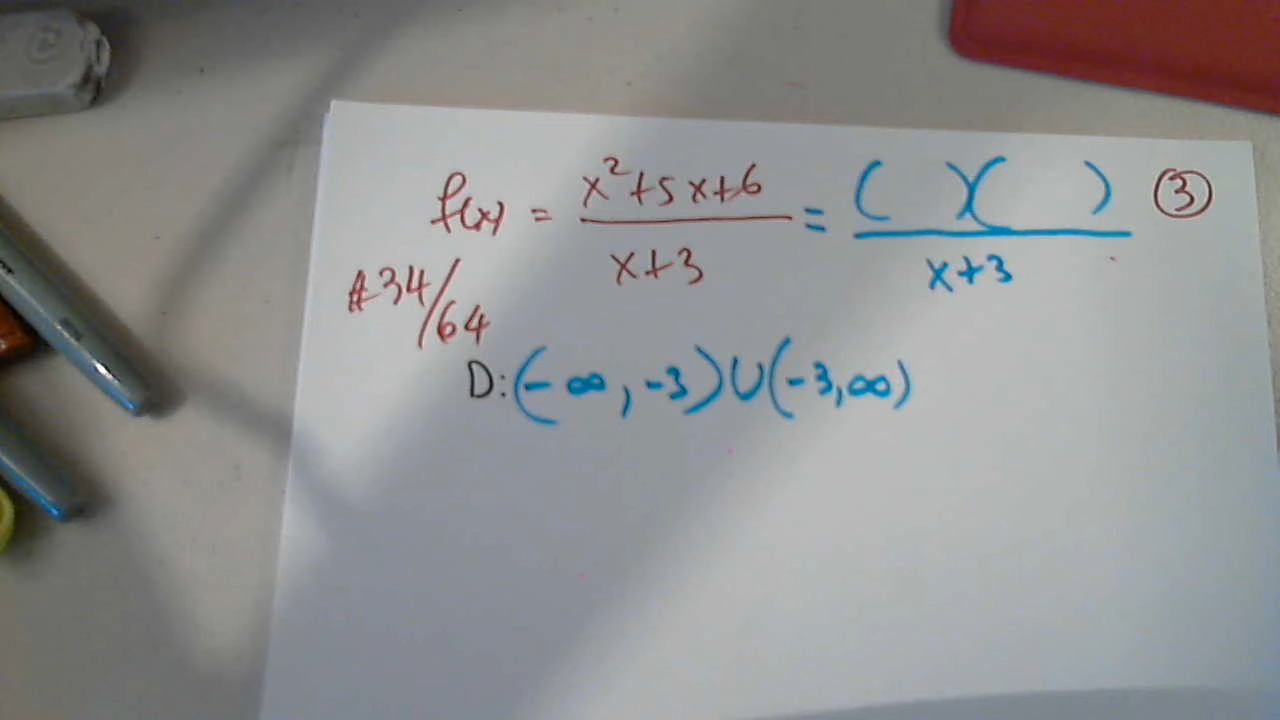 f(x) = x²+5x+6 / x+3 = ( )( ) / x+3 ③
#34/64
D: (-∞, -3)∪(-3,∞)